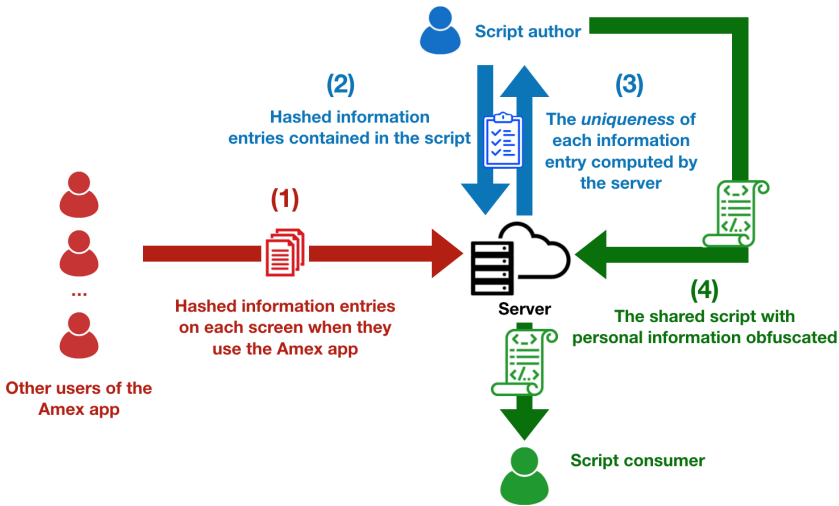 Script author
(2)
Hashed information
entries contained in the script
(3)
The uniqueness of
each information
entry computed by
the server
(1)
Hashed information entries
on each screen when they
use the Amex app
...
Other users of the
Amex app
Server
(4)
The shared script with
personal information obfuscated
Script consumer